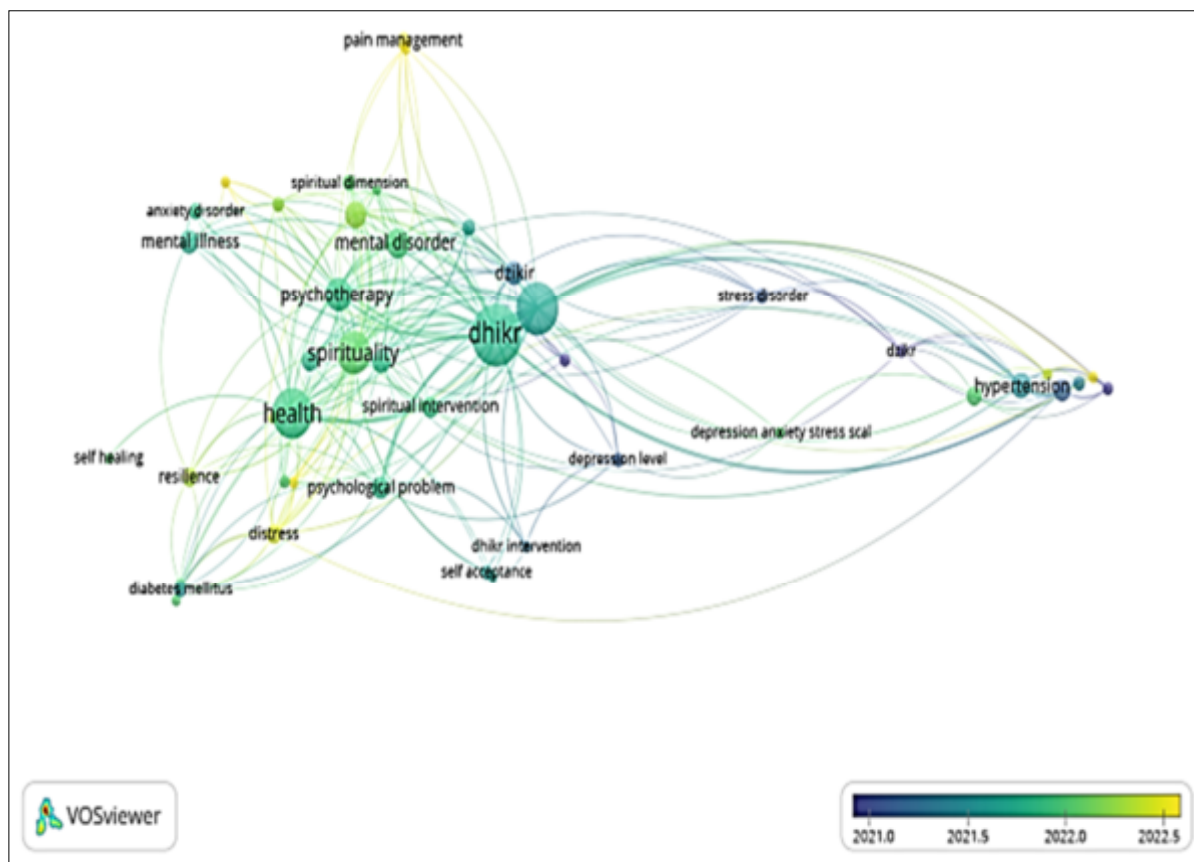 pain management
spiritual dimension
anxiety disorder
mental illness
mental disorder
dzikir
psychotherapy
stress disorder
dhikr
dzikr
spirituality
hypertension
health
spiritual intervention
depression anxiety stress scal
self healing
depression level
resilience
psychological problem
distress
dhikr intervention
self acceptance
diabetes mellitus
VOSviewer
2021.0 2021.5 2022.0 2022.5